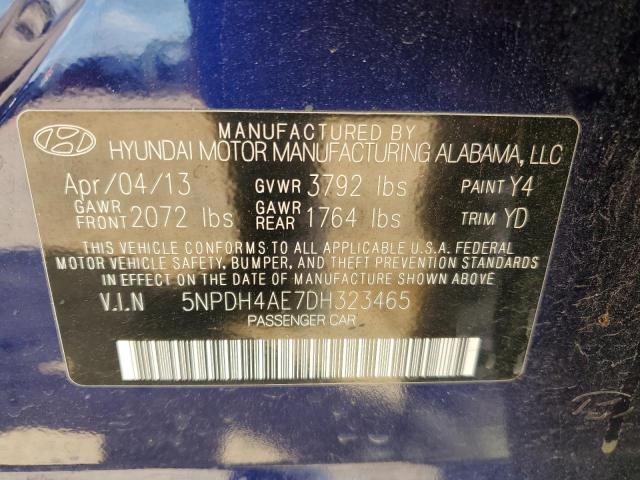 MANUFACTURED BY
HYUNDAI MOTOR MANUFACTURING ALABAMA, LLC
Apr/04/13 GVWR 3792 lbs PAINT Y4
GAWR FRONT 2072 lbs GAWR REAR 1764 lbs TRIM YD
THIS VEHICLE CONFORMS TO ALL APPLICABLE U.S.A. FEDERAL
MOTOR VEHICLE SAFETY, BUMPER, AND THEFT PREVENTION
STANDARDS IN EFFECT ON THE DATE OF MANUFACTURE SHOWN ABOVE
V.I.N 5NPDH4AE7DH323465
PASSENGER CAR